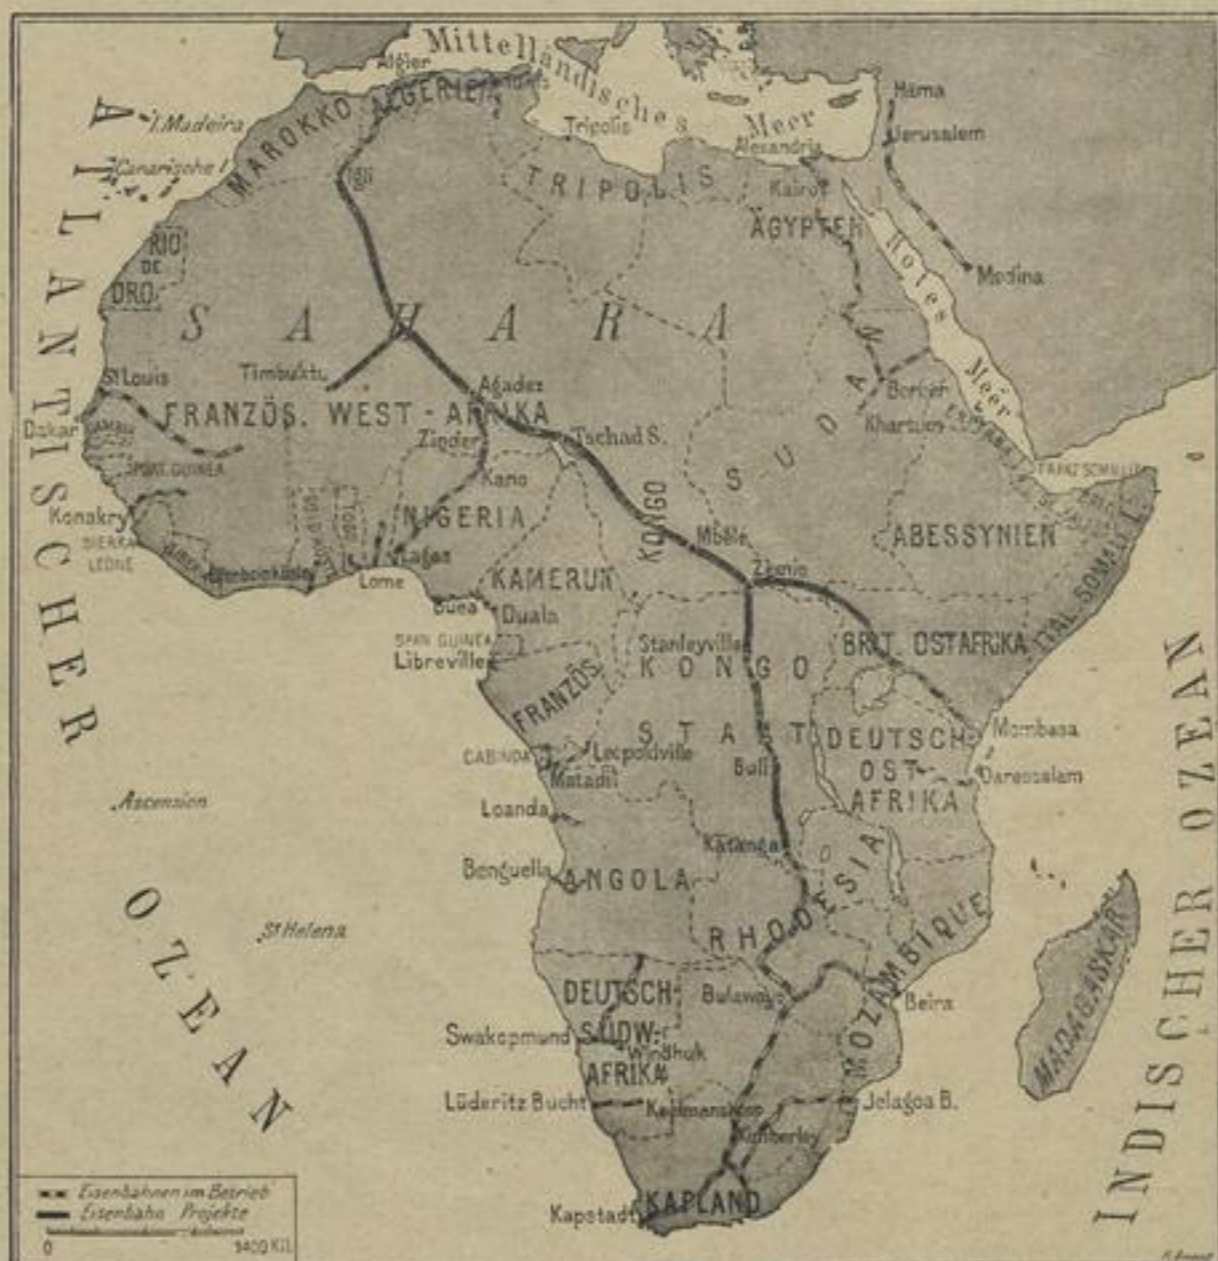 Mittelländisches
Meer
Algier
Hama
ATLANTISCHER
I. Madeira
MAROKKO
ALGERIEN
Tripolis
Alexandria
Jerusalem
Canarische I.
Igli
TRIPOLIS
Kairo
ÄGYPTEN
Rotes
Meer
Medina
RIO
DE
ORO
SAHARA
St Louis
Timbuktu
Agades
Berber
FRANZÖS. WEST-AFRIKA
Dakar
Zinder
Tschad S.
Khartum
SUDAN
PORT. GUINEA
Kano
KONGO
Konakry
SIERRA
LEONE
TOGO
NIGERIA
ABESSYNIEN
Elfenbeinküste
Lome
Lagos
Zemio
KAMERUN
ITAL. SOMALI L.
Buea
Duala
SPAN GUINEA
Libreville
Stanleyville
KONGO
BRIT. OSTAFRIKA
FRANZÖS.
STAAT
DEUTSCH
OST-
AFRIKA
Mombasa
CABINDA
Leopoldville
Matadi
Buli
Daressalam
Ascension
Loanda
Katanga
Benguella
ANGOLA
OZEAN
St Helena
RHODESIA
MOZAMBIQUE
MADAGASKAR
INDISCHER OZEAN
DEUTSCH-
SÜDW-
AFRIKA
Bulawayo
Beira
Swakopmund
Windhuk
Lüderitz Bucht
Keetmanshoop
Delagoa B.
Kimberley
KAPLAND
Kapstadt
Eisenbahnen im Betrieb
Eisenbahn Projekte
0